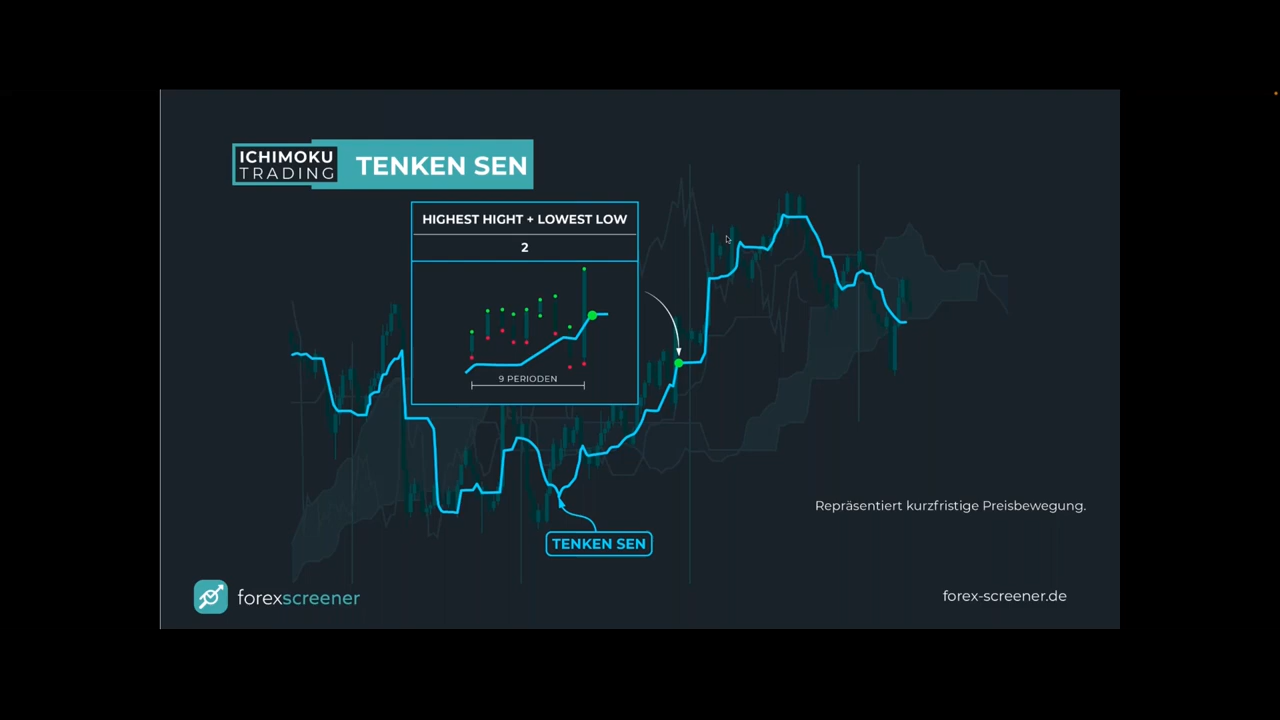 ICHIMOKU
TRADING
TENKEN SEN
HIGHEST HIGHT + LOWEST LOW
2
9 PERIODEN
Repräsentiert kurzfristige Preisbewegung.
TENKEN SEN
forexscreener
forex-screener.de